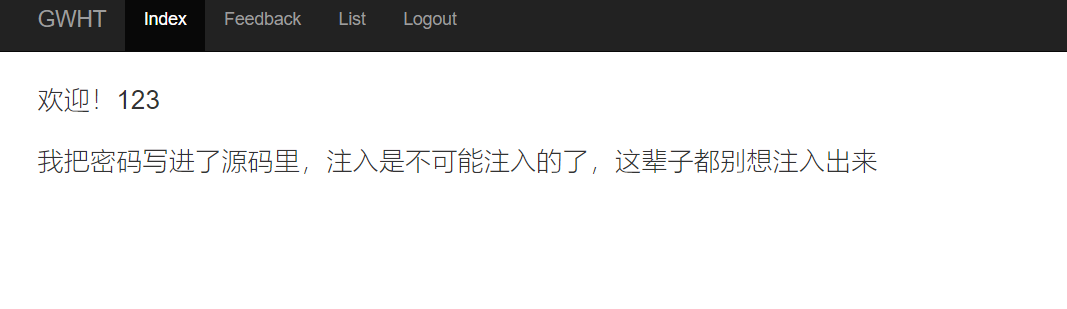 GWHT Index Feedback List Logout
欢迎！123
我把密码写进了源码里，注入是不可能注入的了，这辈子都别想注入出来